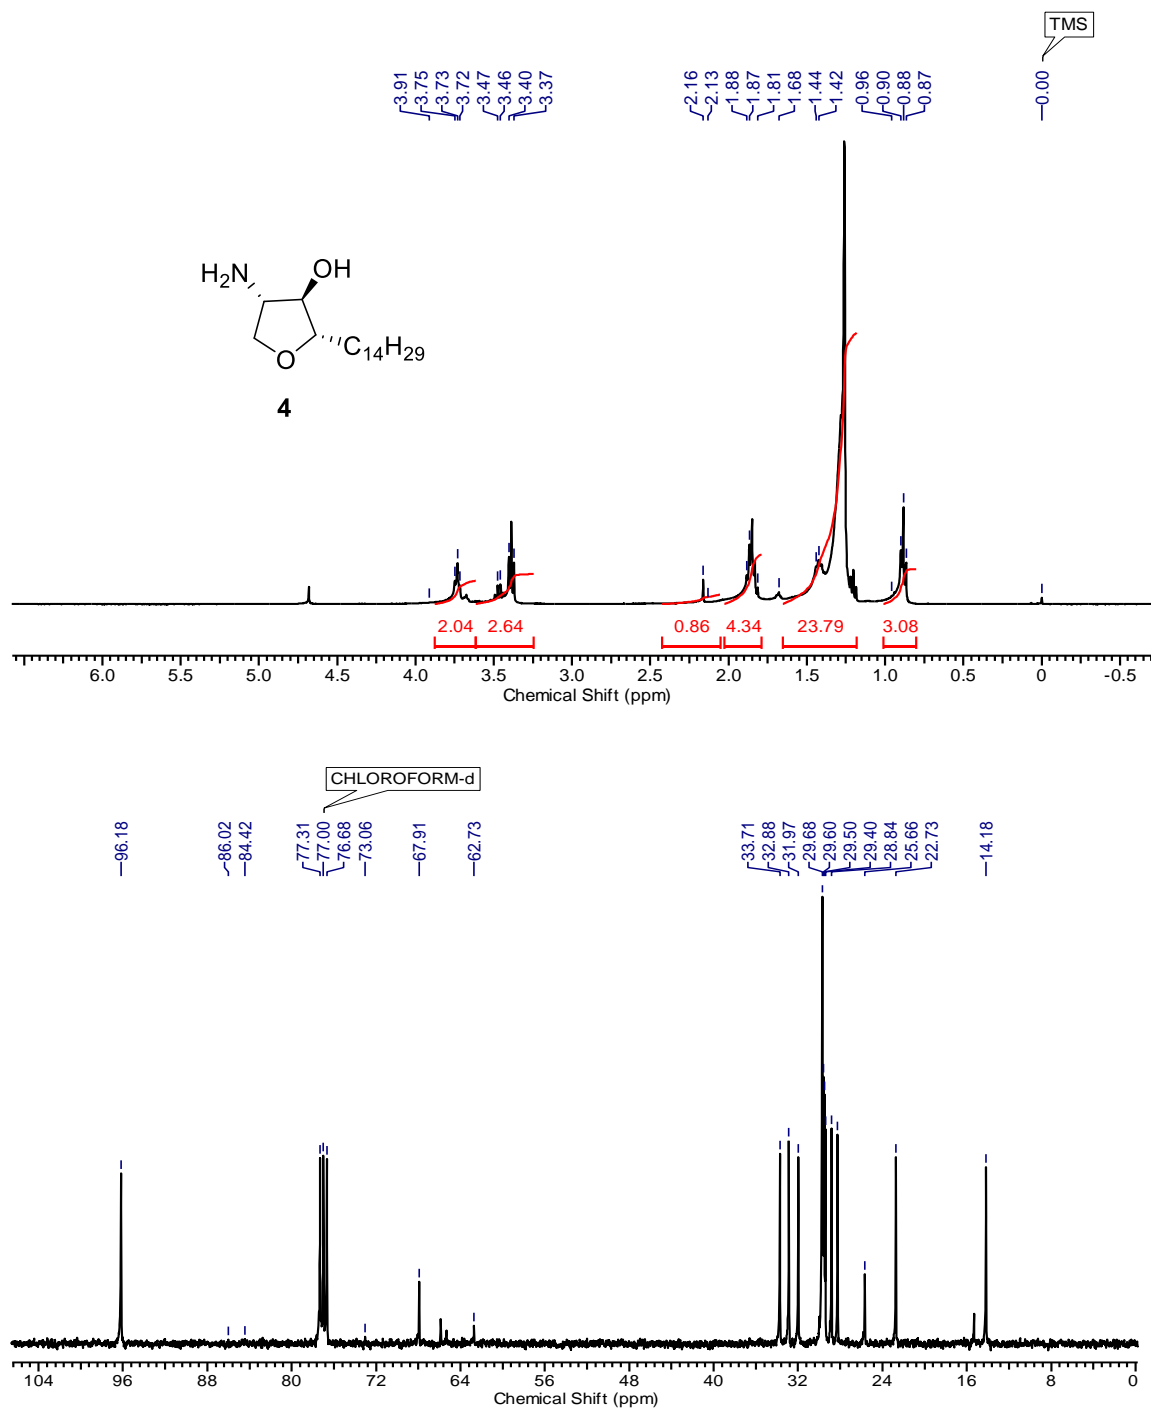 TMS
3.91 3.75 3.73 3.72 3.47 3.46 3.40 3.37 2.16 2.13 1.88 1.87 1.81 1.68 1.44 1.42 0.96 0.90 0.88 0.87 0.00
H2N
OH
O
C14H29
4
2.04 2.64 0.86 4.34 23.79 3.08
6.0 5.5 5.0 4.5 4.0 3.5 3.0 2.5 2.0 1.5 1.0 0.5 0 -0.5
Chemical Shift (ppm)
CHLOROFORM-d
96.18 86.02 84.42 77.31 77.00 76.68 73.06 67.91 62.73 33.71 32.88 31.97 29.68 29.60 29.50 29.40 28.84 25.66 22.73 14.18
104 96 88 80 72 64 56 48 40 32 24 16 8 0
Chemical Shift (ppm)